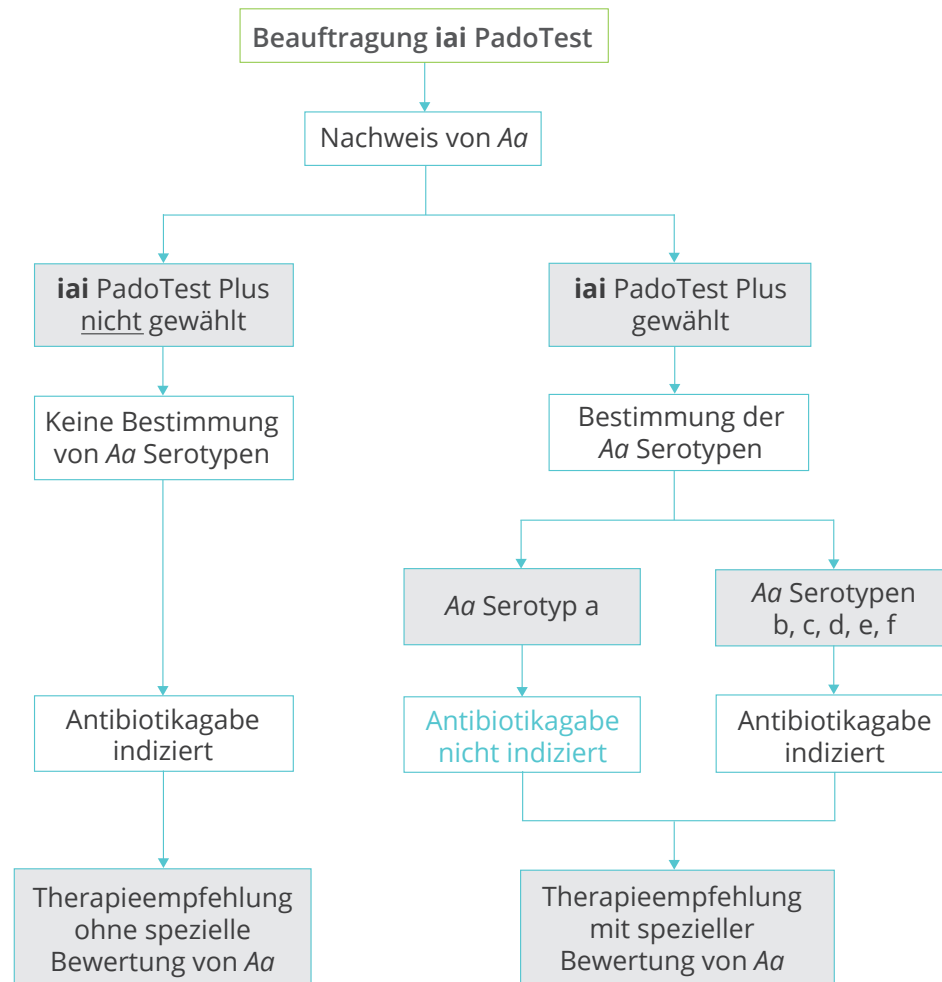 Beauftragung iai PadoTest
Nachweis von Aa
iai PadoTest Plus
nicht gewählt
iai PadoTest Plus
gewählt
Keine Bestimmung
von Aa Serotypen
Bestimmung der
Aa Serotypen
Aa Serotyp a
Aa Serotypen
b, c, d, e, f
Antibiotikagabe
indiziert
Antibiotikagabe
nicht indiziert
Antibiotikagabe
indiziert
Therapieempfehlung
ohne spezielle
Bewertung von Aa
Therapieempfehlung
mit spezieller
Bewertung von Aa